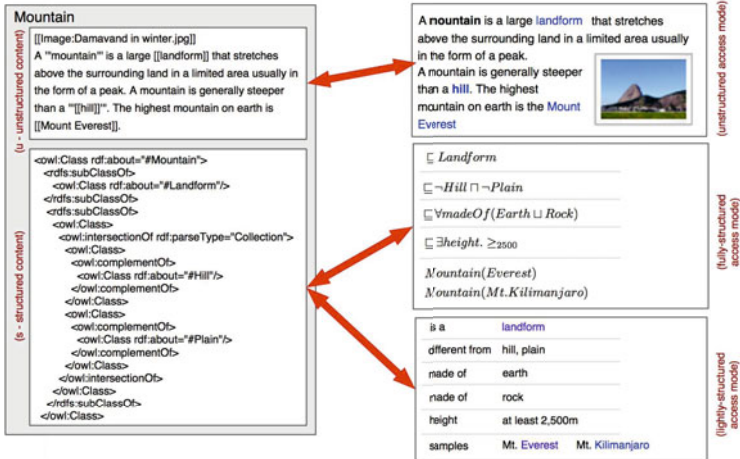 Mountain
(u - unstructured content)
[[Image:Damavand in winter.jpg]]
A '''mountain''' is a large [[landform]] that stretches
above the surrounding land in a limited area usually in
the form of a peak. A mountain is generally steeper
than a '''[[hill]]'''. The highest mountain on earth is
[[Mount Everest]].
(s - structured content)
<owl:Class rdf:about="#Mountain">
<rdfs:subClassOf>
<owl:Class rdf:about="#Landform"/>
</rdfs:subClassOf>
<rdfs:subClassOf>
<owl:Class>
<owl:intersectionOf rdf:parseType="Collection">
<owl:Class>
<owl:complementOf>
<owl:Class rdf:about="#Hill"/>
</owl:complementOf>
</owl:Class>
<owl:Class>
<owl:complementOf>
<owl:Class rdf:about="#Plain"/>
</owl:complementOf>
</owl:Class>
</owl:intersectionOf>
</owl:Class>
</rdfs:subClassOf>
</owl:Class>
A mountain is a large landform that stretches
above the surrounding land in a limited area usually
in the form of a peak.
A mountain is generally steeper
than a hill. The highest
mountain on earth is the Mount
Everest
(unstructured access mode)
⊑ Landform
⊑ ¬Hill ⊓ ¬Plain
⊑ ∀madeOf(Earth ⊔ Rock)
⊑ ∃height. ≥2500
Mountain(Everest)
Mountain(Mt.Kilimanjaro)
(fully-structured
access mode)
is a landform
different from hill, plain
made of earth
made of rock
height at least 2,500m
samples Mt. Everest Mt. Kilimanjaro
(lightly-structured
access mode)